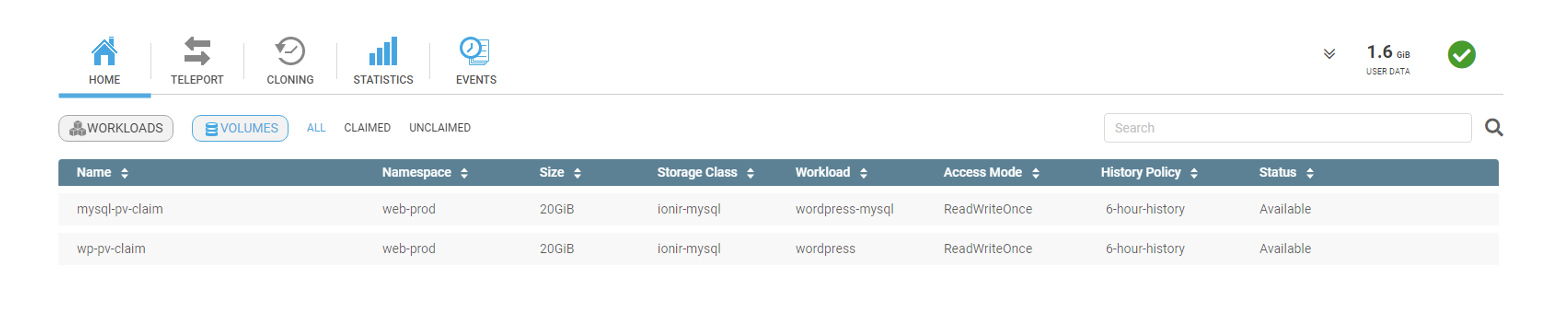 1.6 GiB
USER DATA
HOME TELEPORT CLONING STATISTICS EVENTS
WORKLOADS VOLUMES ALL CLAIMED UNCLAIMED Search
Name Namespace Size Storage Class Workload Access Mode History Policy Status
mysql-pv-claim web-prod 20GiB ionir-mysql wordpress-mysql ReadWriteOnce 6-hour-history Available
wp-pv-claim web-prod 20GiB ionir-mysql wordpress ReadWriteOnce 6-hour-history Available